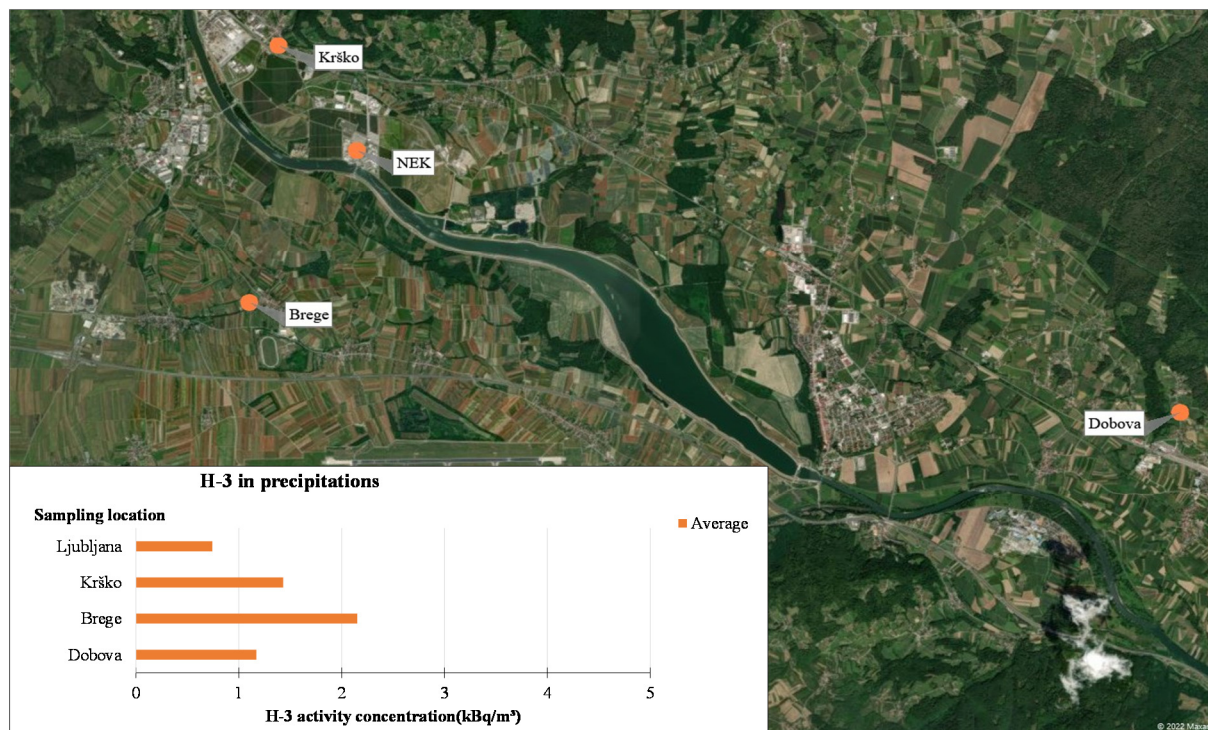 Krško
NEK
Brege
Dobova
H-3 in precipitations
Sampling location
Average
Ljubljana
Krško
Brege
Dobova
0 1 2 3 4 5
H-3 activity concentration(kBq/m³)
© 2022 Maxar